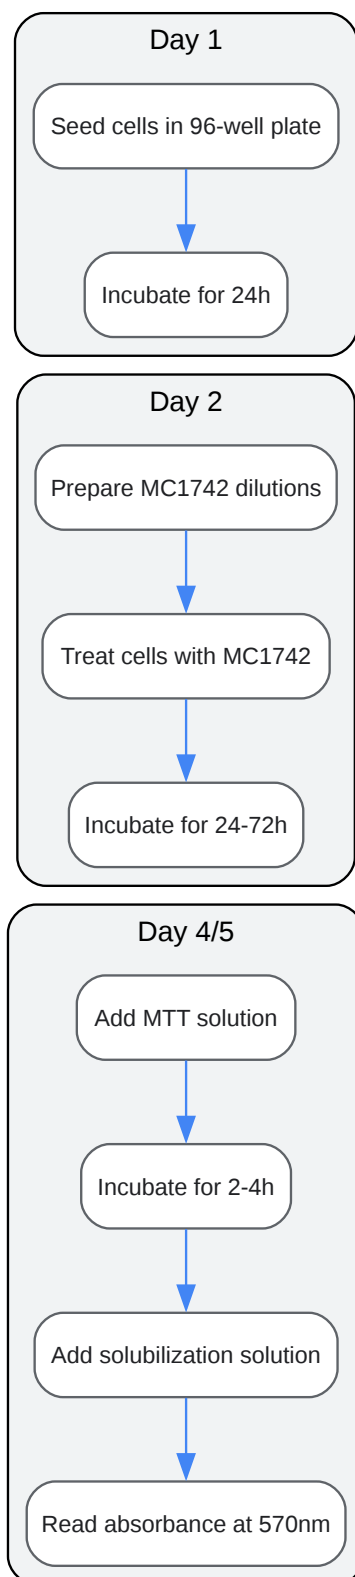 Day 1
Seed cells in 96-well plate
Incubate for 24h
Day 2
Prepare MC1742 dilutions
Treat cells with MC1742
Incubate for 24-72h
Day 4/5
Add MTT solution
Incubate for 2-4h
Add solubilization solution
Read absorbance at 570nm